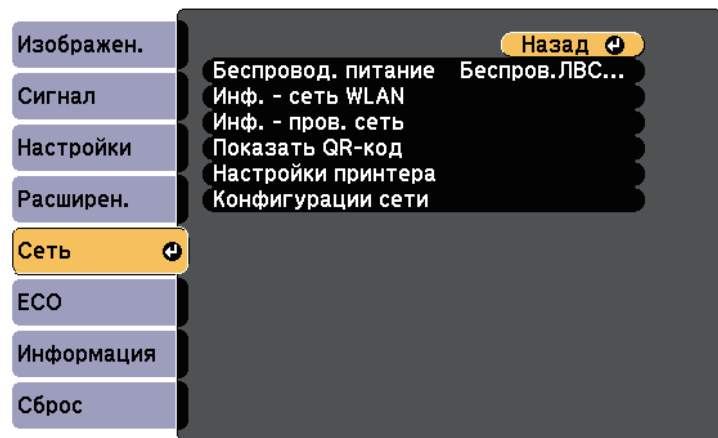 Изображен.
Сигнал
Настройки
Расширен.
Сеть
ECO
Информация
Сброс
Назад
Беспровод. питание Беспров.ЛВС...
Инф. - сеть WLAN
Инф. - пров. сеть
Показать QR-код
Настройки принтера
Конфигурации сети